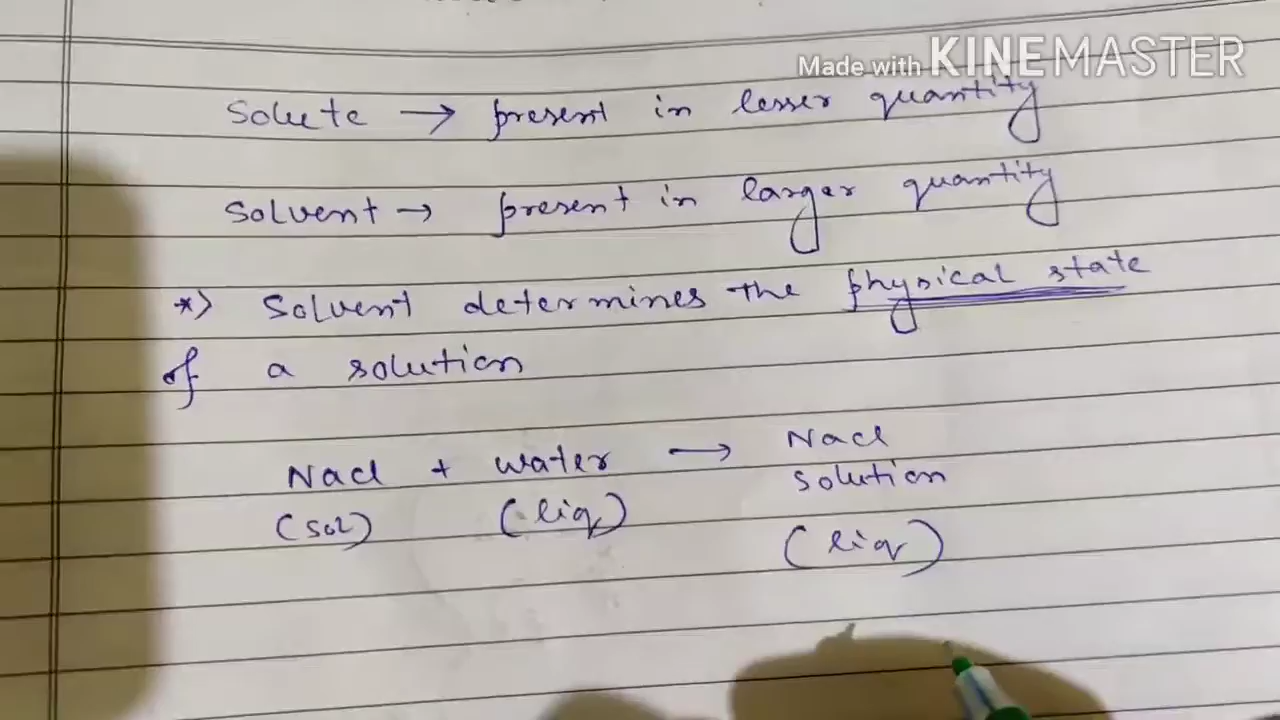 Made with KINEMASTER
Solute → present in lesser quantity
Solvent → present in larger quantity
*) Solvent determines the physical state
of a solution
NaCl + water → NaCl
solution
(sol) (liq) (liq)